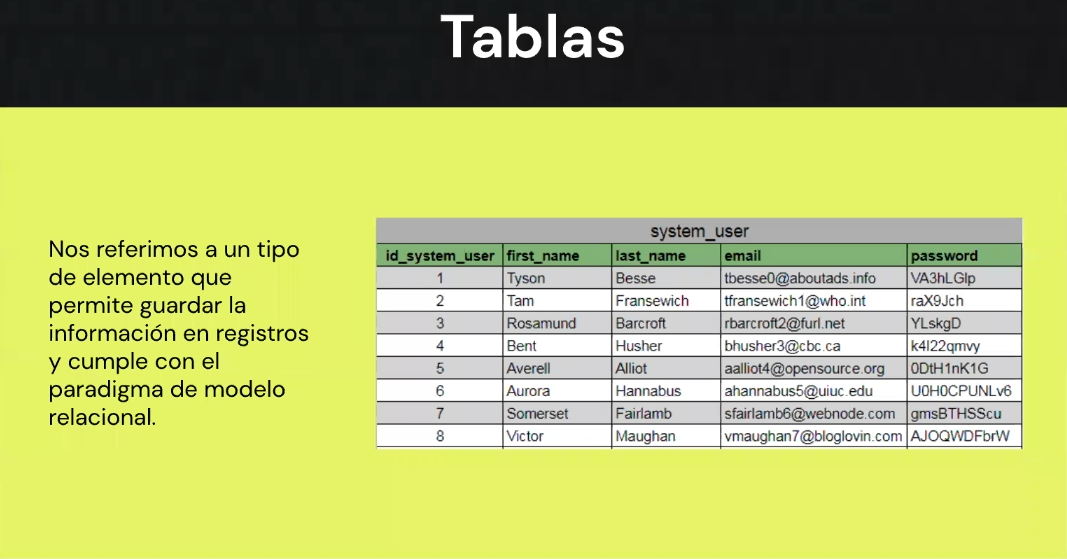 Tablas
Nos referimos a un tipo
de elemento que
permite guardar la
información en registros
y cumple con el
paradigma de modelo
relacional.
system_user
id_system_user first_name last_name email password
1 Tyson Besse tbesse0@aboutads.info VA3hLGlp
2 Tam Fransewich tfransewich1@who.int raX9Jch
3 Rosamund Barcroft rbarcroft2@furl.net YLskgD
4 Bent Husher bhusher3@cbc.ca k4I22qmvy
5 Averell Alliot aalliot4@opensource.org 0DtH1nK1G
6 Aurora Hannabus ahannabus5@uiuc.edu U0H0CPUNLv6
7 Somerset Fairlamb sfairlamb6@webnode.com gmsBTHSScu
8 Victor Maughan vmaughan7@bloglovin.com AJOQWDFbrW